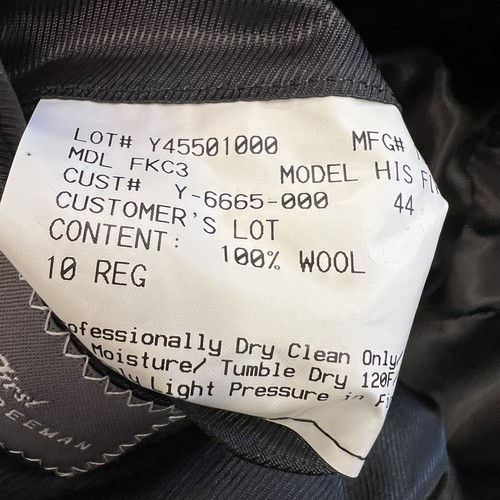 LOT# Y45501000 MFG#
MDL FKC3 MODEL HIS
CUST# Y-6665-000 44
CUSTOMER'S LOT
CONTENT: 100% WOOL
10 REG
Dry Clean Only/
Moisture/ Tumble Dry 120F
Light Pressure in